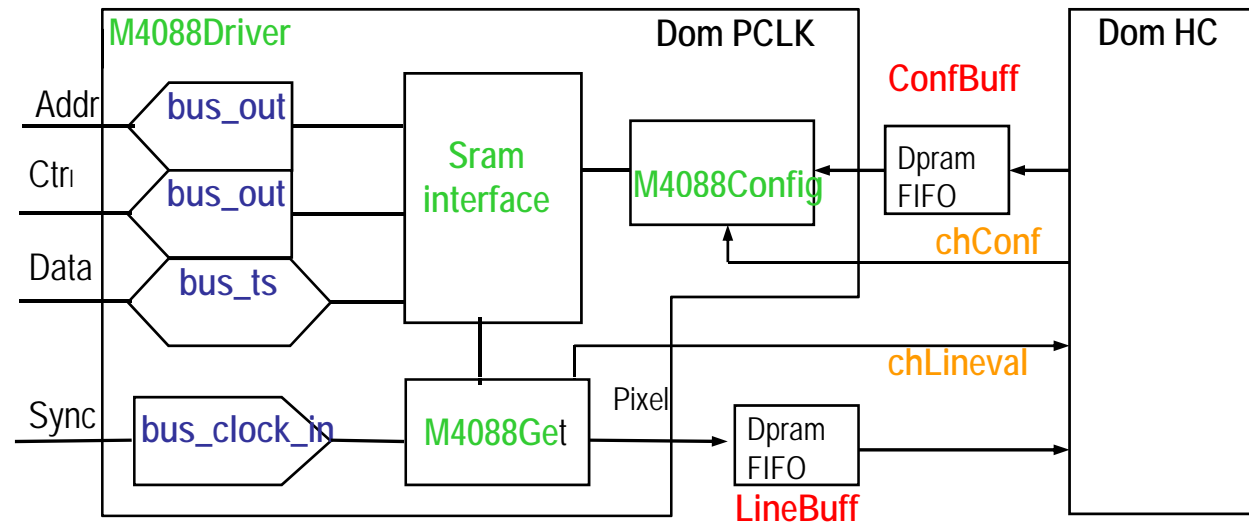 M4088Driver
Dom PCLK
Dom HC
ConfBuff
Addr
bus_out
Sram
interface
M4088Config
Dpram
FIFO
Ctrl
bus_out
chConf
Data
bus_ts
chLineval
Sync
bus_clock_in
M4088Get
Pixel
Dpram
FIFO
LineBuff